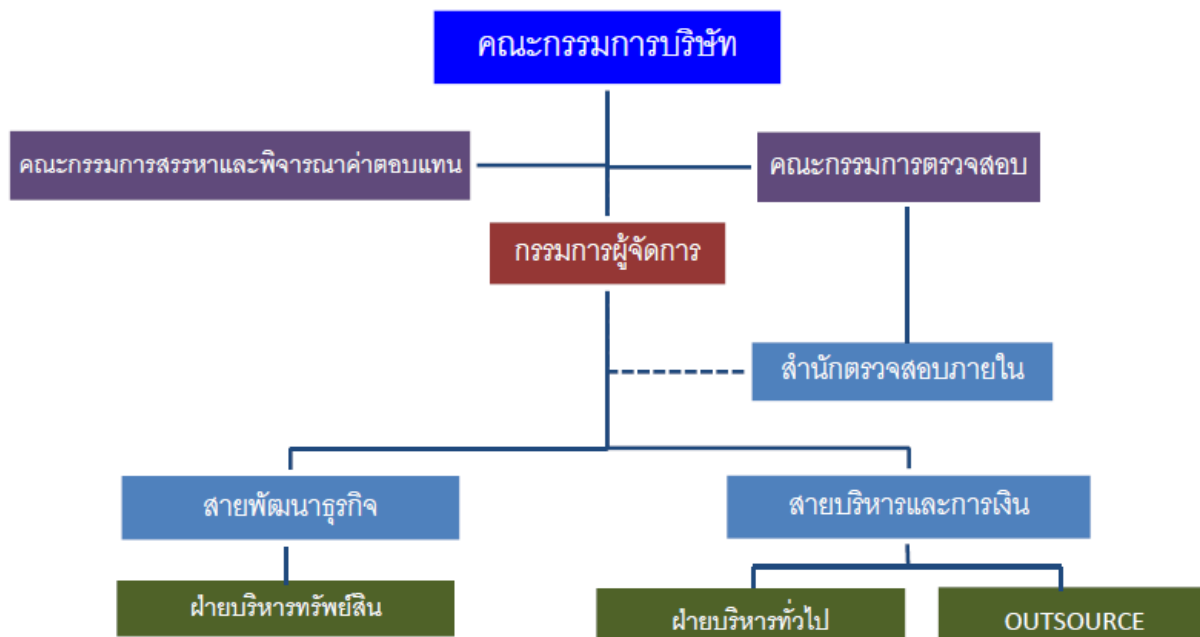 คณะกรรมการบริษัท
คณะกรรมการสรรหาและพิจารณาค่าตอบแทน
คณะกรรมการตรวจสอบ
กรรมการผู้จัดการ
สำนักตรวจสอบภายใน
สายพัฒนาธุรกิจ
สายบริหารและการเงิน
ฝ่ายบริหารทรัพย์สิน
ฝ่ายบริหารทั่วไป
OUTSOURCE